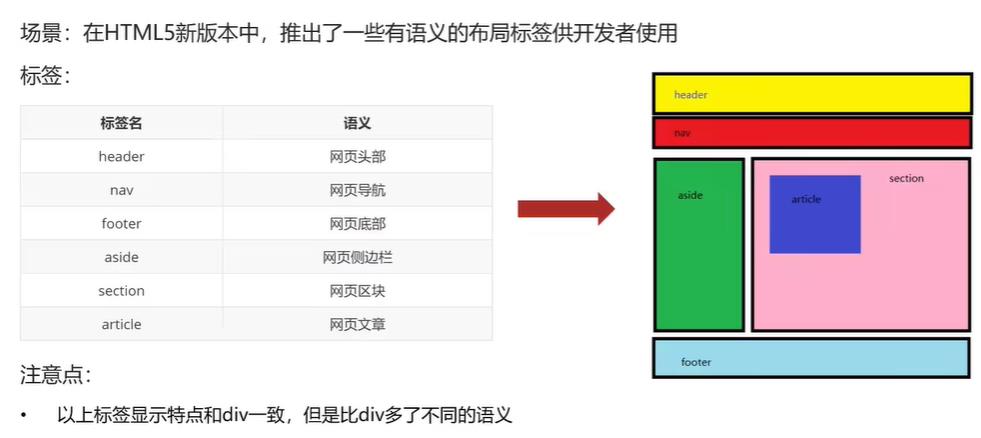 场景：在HTML5新版本中，推出了一些有语义的布局标签供开发者使用
标签：
标签名 语义
header 网页头部
nav 网页导航
footer 网页底部
aside 网页侧边栏
section 网页区块
article 网页文章
header
nav
aside
section
article
footer
注意点：
• 以上标签显示特点和div一致，但是比div多了不同的语义